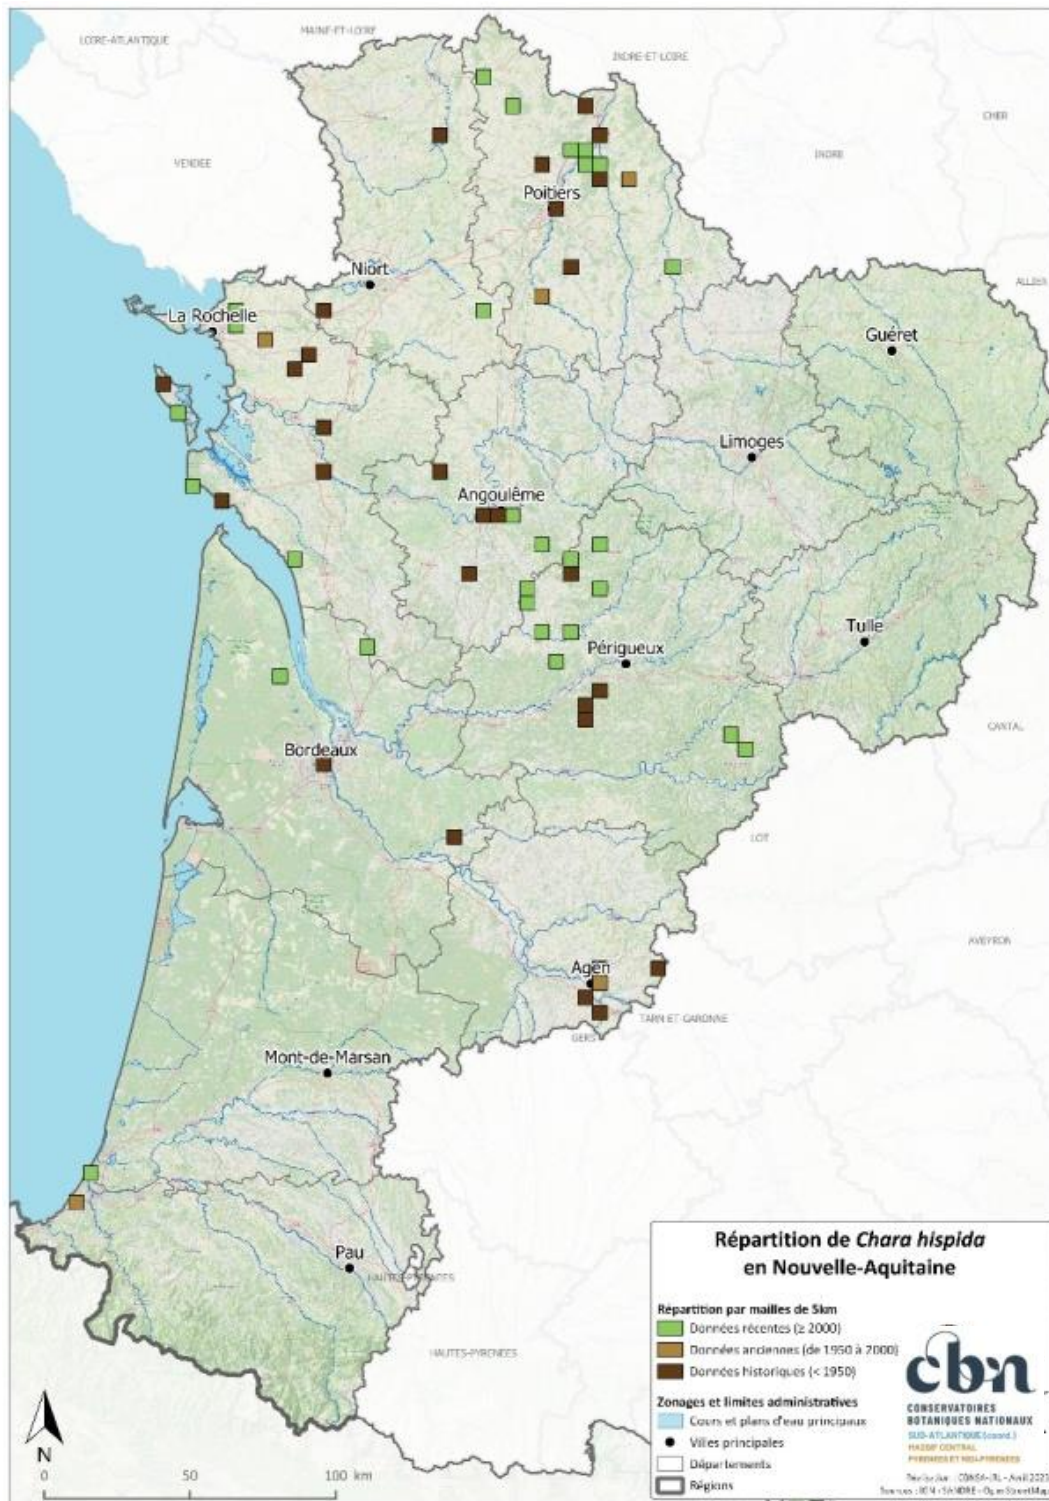 LOIRE-ATLANTIQUE
MAINE-ET-LOIRE
INDRE-ET-LOIRE
CHER
VENDEE
INDRE
Poitiers
Niort
ALLIER
La Rochelle
Guéret
Limoges
Angoulême
Tulle
Périgueux
CANTAL
Bordeaux
LOT
AVEYRON
Agen
TARN-ET-GARONNE
GERS
Mont-de-Marsan
Pau
HAUTES-PYRENEES
HAUTES-PYRENEES
Répartition de Chara hispida
en Nouvelle-Aquitaine
Répartition par mailles de 5km
Données récentes (≥ 2000)
Données anciennes (de 1950 à 2000)
Données historiques (< 1950)
Zonages et limites administratives
Cours et plans d'eau principaux
Villes principales
Départements
Régions
cbn
CONSERVATOIRES
BOTANIQUES NATIONAUX
SUD-ATLANTIQUE (coord.)
MASSIF CENTRAL
PYRENEES ET MIDI-PYRENEES
N
0 50 100 km